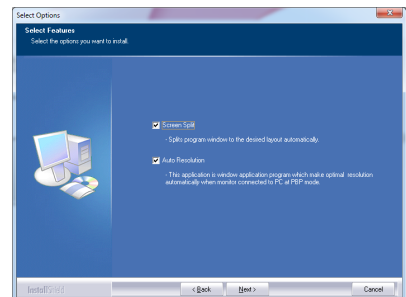 Select Options
Select Features
Select the options you want to install.
Screen Split
- Splits program window to the desired layout automatically.
Auto Resolution
- This application is window application program which make optimal resolution
automatically when monitor connected to PC at PBP mode.
InstallShield
< Back
Next >
Cancel